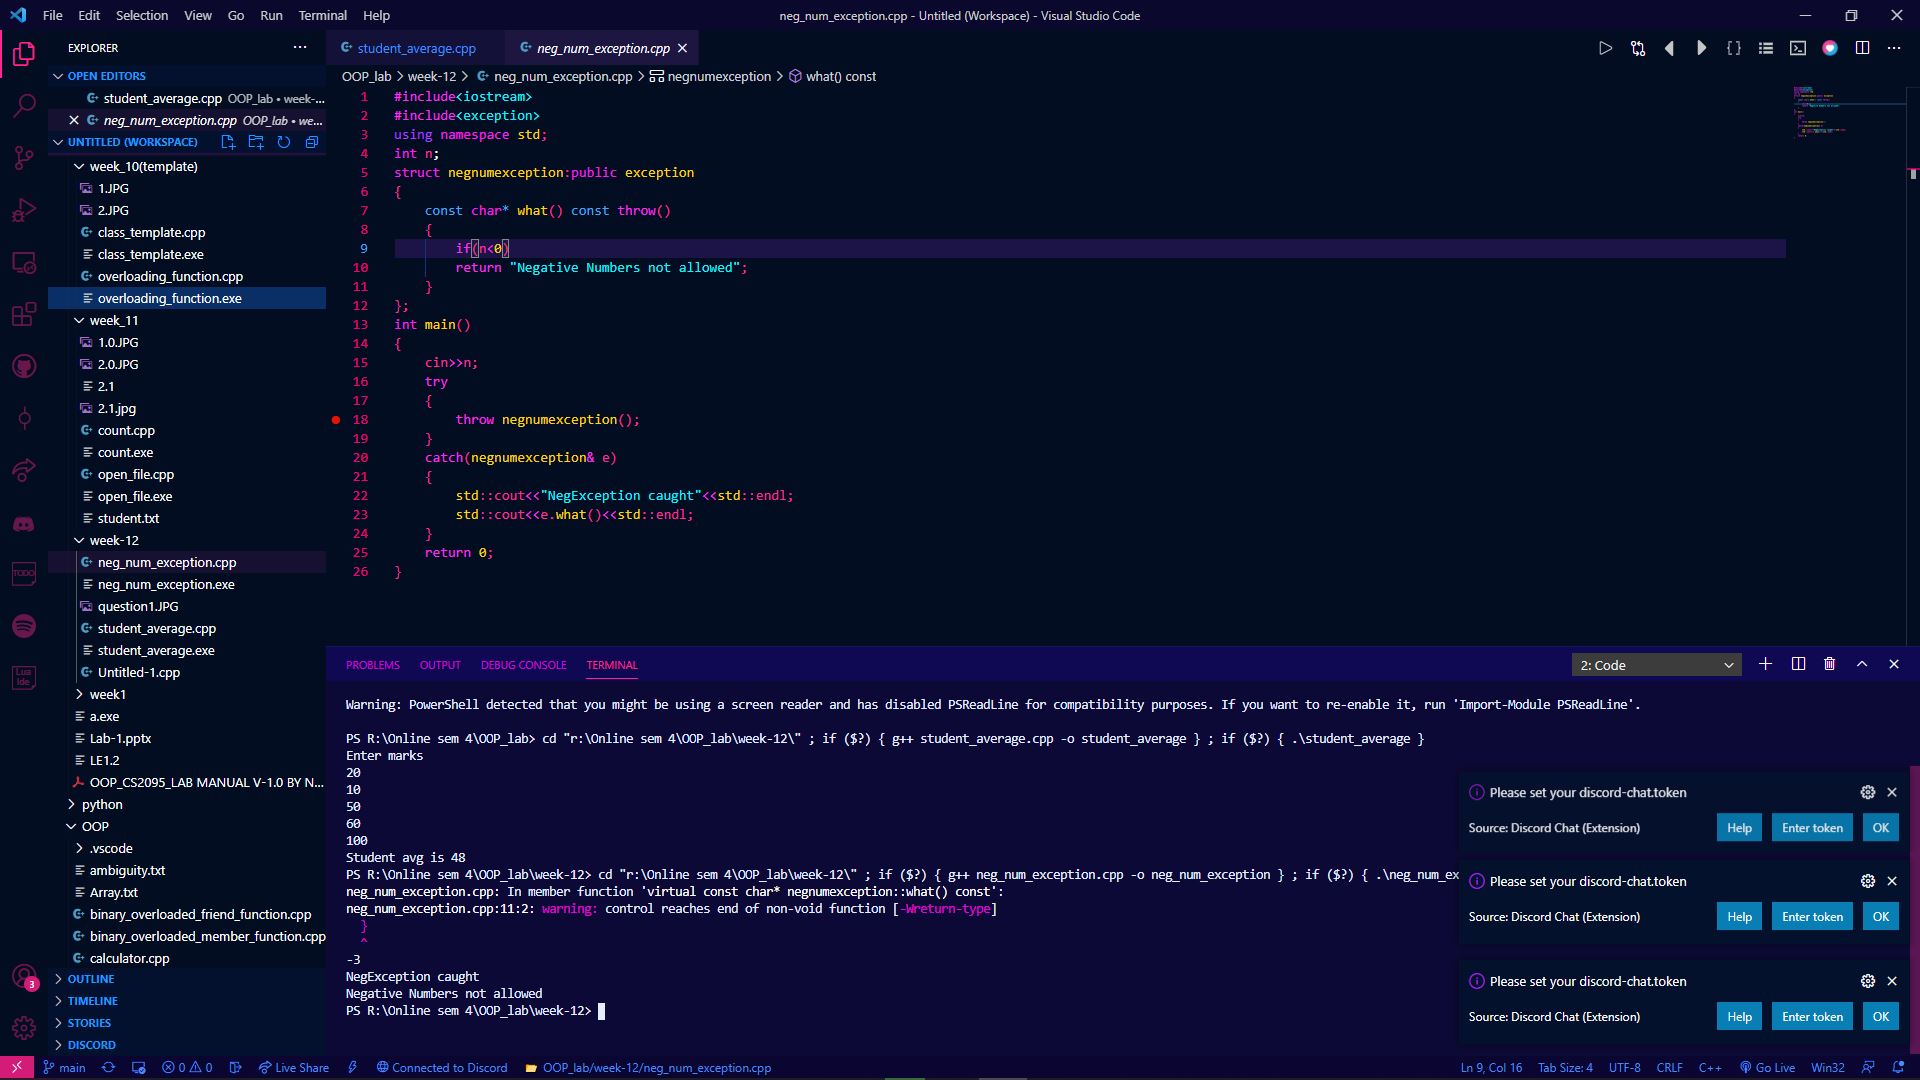 File Edit Selection View Go Run Terminal Help
neg_num_exception.cpp - Untitled (Workspace) - Visual Studio Code
EXPLORER
OPEN EDITORS
student_average.cpp OOP_lab • week-...
neg_num_exception.cpp OOP_lab • we...
UNTITLED (WORKSPACE)
week_10(template)
1.JPG
2.JPG
class_template.cpp
class_template.exe
overloading_function.cpp
overloading_function.exe
week_11
1.0.JPG
2.0.JPG
2.1
2.1.jpg
count.cpp
count.exe
open_file.cpp
open_file.exe
student.txt
week-12
neg_num_exception.cpp
neg_num_exception.exe
question1.JPG
student_average.cpp
student_average.exe
Untitled-1.cpp
week1
a.exe
Lab-1.pptx
LE1.2
OOP_CS2095_LAB MANUAL V-1.0 BY N...
python
OOP
.vscode
ambiguity.txt
Array.txt
binary_overloaded_friend_function.cpp
binary_overloaded_member_function.cpp
calculator.cpp
OUTLINE
TIMELINE
STORIES
DISCORD
TODO
Lua
Ide
3
student_average.cpp
neg_num_exception.cpp
OOP_lab > week-12 > neg_num_exception.cpp > negnumexception > what() const
1 #include<iostream>
2 #include<exception>
3 using namespace std;
4 int n;
5 struct negnumexception:public exception
6 {
7 const char* what() const throw()
8 {
9 if(n<0)
10 return "Negative Numbers not allowed";
11 }
12 };
13 int main()
14 {
15 cin>>n;
16 try
17 {
18 throw negnumexception();
19 }
20 catch(negnumexception& e)
21 {
22 std::cout<<"NegException caught"<<std::endl;
23 std::cout<<e.what()<<std::endl;
24 }
25 return 0;
26 }
PROBLEMS OUTPUT DEBUG CONSOLE TERMINAL
2: Code
Warning: PowerShell detected that you might be using a screen reader and has disabled PSReadLine for compatibility purposes. If you want to re-enable it, run 'Import-Module PSReadLine'.
PS R:\Online sem 4\OOP_lab> cd "r:\Online sem 4\OOP_lab\week-12\" ; if ($?) { g++ student_average.cpp -o student_average } ; if ($?) { .\student_average }
Enter marks
20
10
50
60
100
Student avg is 48
PS R:\Online sem 4\OOP_lab\week-12> cd "r:\Online sem 4\OOP_lab\week-12\" ; if ($?) { g++ neg_num_exception.cpp -o neg_num_exception } ; if ($?) { .\neg_num_ex
neg_num_exception.cpp: In member function 'virtual const char* negnumexception::what() const':
neg_num_exception.cpp:11:2: warning: control reaches end of non-void function [-Wreturn-type]
}
^
-3
NegException caught
Negative Numbers not allowed
PS R:\Online sem 4\OOP_lab\week-12>
Please set your discord-chat.token
Source: Discord Chat (Extension) Help Enter token OK
Please set your discord-chat.token
Source: Discord Chat (Extension) Help Enter token OK
Please set your discord-chat.token
Source: Discord Chat (Extension) Help Enter token OK
main 0 0 Live Share Connected to Discord OOP_lab/week-12/neg_num_exception.cpp Ln 9, Col 16 Tab Size: 4 UTF-8 CRLF C++ Go Live Win32